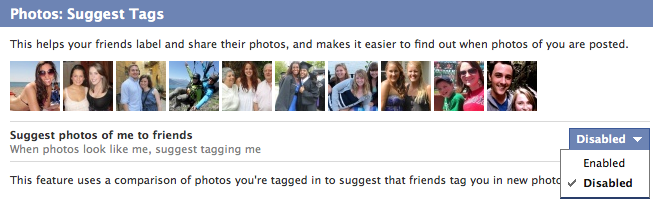 Photos: Suggest Tags
This helps your friends label and share their photos, and makes it easier to find out when photos of you are posted.
Suggest photos of me to friends
Disabled
When photos look like me, suggest tagging me
Enabled
This feature uses a comparison of photos you're tagged in to suggest that friends tag you in new photo
✓ Disabled